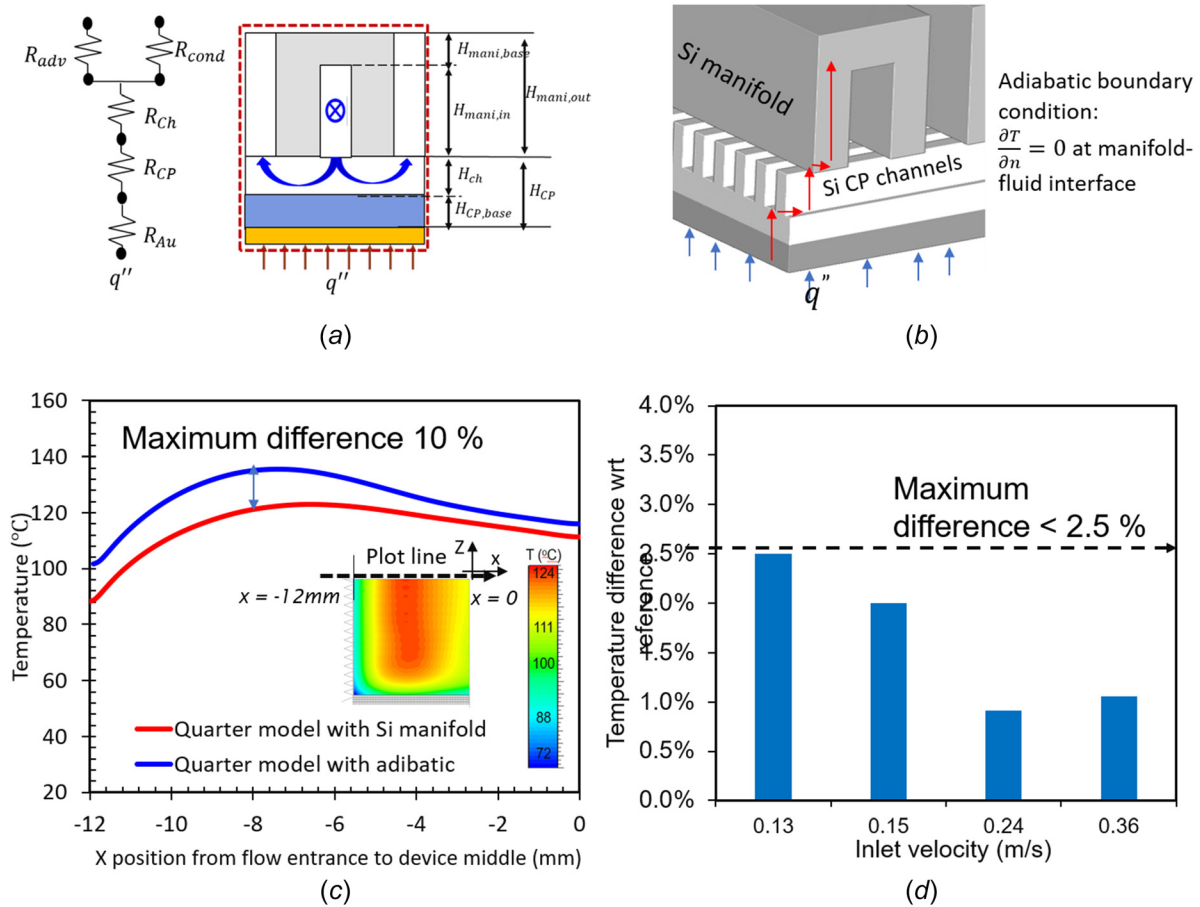 R_adv
R_cond
R_Ch
R_CP
R_Au
q''
H_mani,base
H_mani,out
H_mani,in
H_ch
H_CP
H_CP,base
q''
(a)
Si manifold
Si CP channels
q”
Adiabatic boundary
condition:
∂T/∂n = 0 at manifold-
fluid interface
(b)
Temperature (°C)
160
140
120
100
80
60
40
20
Maximum difference 10 %
Plot line
Z
x
x = -12mm
x = 0
T (°C)
124
111
100
88
72
Quarter model with Si manifold
Quarter model with adibatic
-12
-10
-8
-6
-4
-2
0
X position from flow entrance to device middle (mm)
(c)
Temperature difference wrt
reference
4.0%
3.5%
3.0%
2.5%
2.0%
1.5%
1.0%
0.5%
0.0%
Maximum
difference < 2.5 %
0.13
0.15
0.24
0.36
Inlet velocity (m/s)
(d)